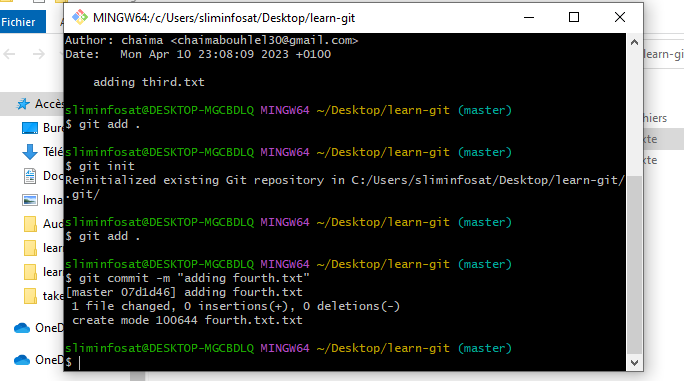 MINGW64:/c/Users/sliminfosat/Desktop/learn-git
Fichier
Author: chaima <chaimabouhlel30@gmail.com>
Date:   Mon Apr 10 23:08:09 2023 +0100
adding third.txt
sliminfosat@DESKTOP-MGCBDLQ MINGW64 ~/Desktop/learn-git (master)
$ git add .
sliminfosat@DESKTOP-MGCBDLQ MINGW64 ~/Desktop/learn-git (master)
$ git init
Reinitialized existing Git repository in C:/Users/sliminfosat/Desktop/learn-git/
.git/
sliminfosat@DESKTOP-MGCBDLQ MINGW64 ~/Desktop/learn-git (master)
$ git add .
sliminfosat@DESKTOP-MGCBDLQ MINGW64 ~/Desktop/learn-git (master)
$ git commit -m "adding fourth.txt"
[master 07d1d46] adding fourth.txt
1 file changed, 0 insertions(+), 0 deletions(-)
create mode 100644 fourth.txt.txt
sliminfosat@DESKTOP-MGCBDLQ MINGW64 ~/Desktop/learn-git (master)
$
Accès
Bure
Télé
Doc
Ima
Aud
lear
lear
take
OneD
OneD
learn-git
hiers
xte
xte